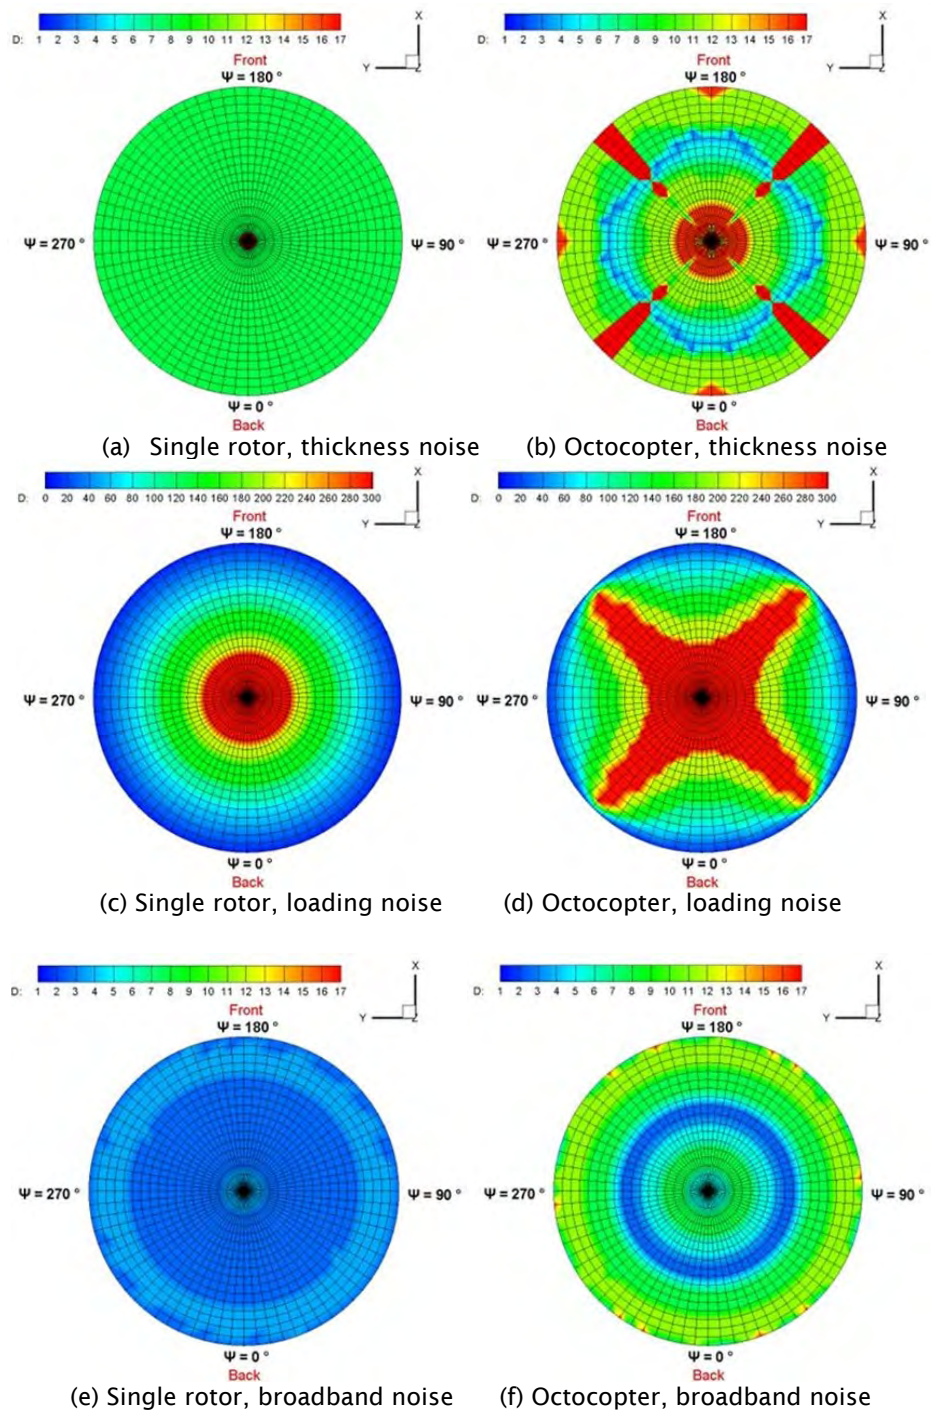 X
D: 1 2 3 4 5 6 7 8 9 10 11 12 13 14 15 16 17
Front
Y Z
Ψ = 180 °
Ψ = 270 °
Ψ = 90 °
Ψ = 0 °
Back
(a) Single rotor, thickness noise
X
D: 1 2 3 4 5 6 7 8 9 10 11 12 13 14 15 16 17
Front
Y Z
Ψ = 180 °
Ψ = 270 °
Ψ = 90 °
Ψ = 0 °
Back
(b) Octocopter, thickness noise
X
D: 0 20 40 60 80 100 120 140 160 180 200 220 240 260 280 300
Front
Y Z
Ψ = 180 °
Ψ = 270 °
Ψ = 90 °
Ψ = 0 °
Back
(c) Single rotor, loading noise
X
D: 0 20 40 60 80 100 120 140 160 180 200 220 240 260 280 300
Front
Y Z
Ψ = 180 °
Ψ = 270 °
Ψ = 90 °
Ψ = 0 °
Back
(d) Octocopter, loading noise
X
D: 1 2 3 4 5 6 7 8 9 10 11 12 13 14 15 16 17
Front
Y Z
Ψ = 180 °
Ψ = 270 °
Ψ = 90 °
Ψ = 0 °
Back
(e) Single rotor, broadband noise
X
D: 1 2 3 4 5 6 7 8 9 10 11 12 13 14 15 16 17
Front
Y Z
Ψ = 180 °
Ψ = 270 °
Ψ = 90 °
Ψ = 0 °
Back
(f) Octocopter, broadband noise